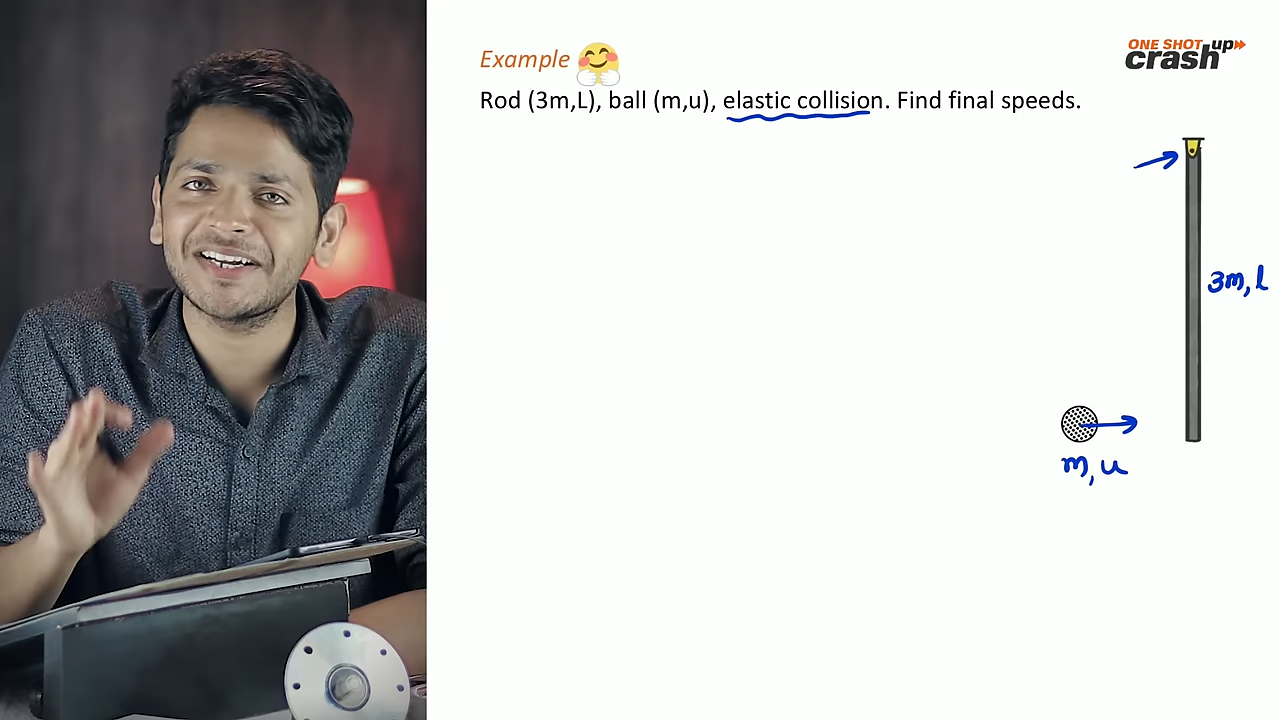 Example
ONE SHOT
crash up
Rod (3m,L), ball (m,u), elastic collision. Find final speeds.
3m, l
m, u